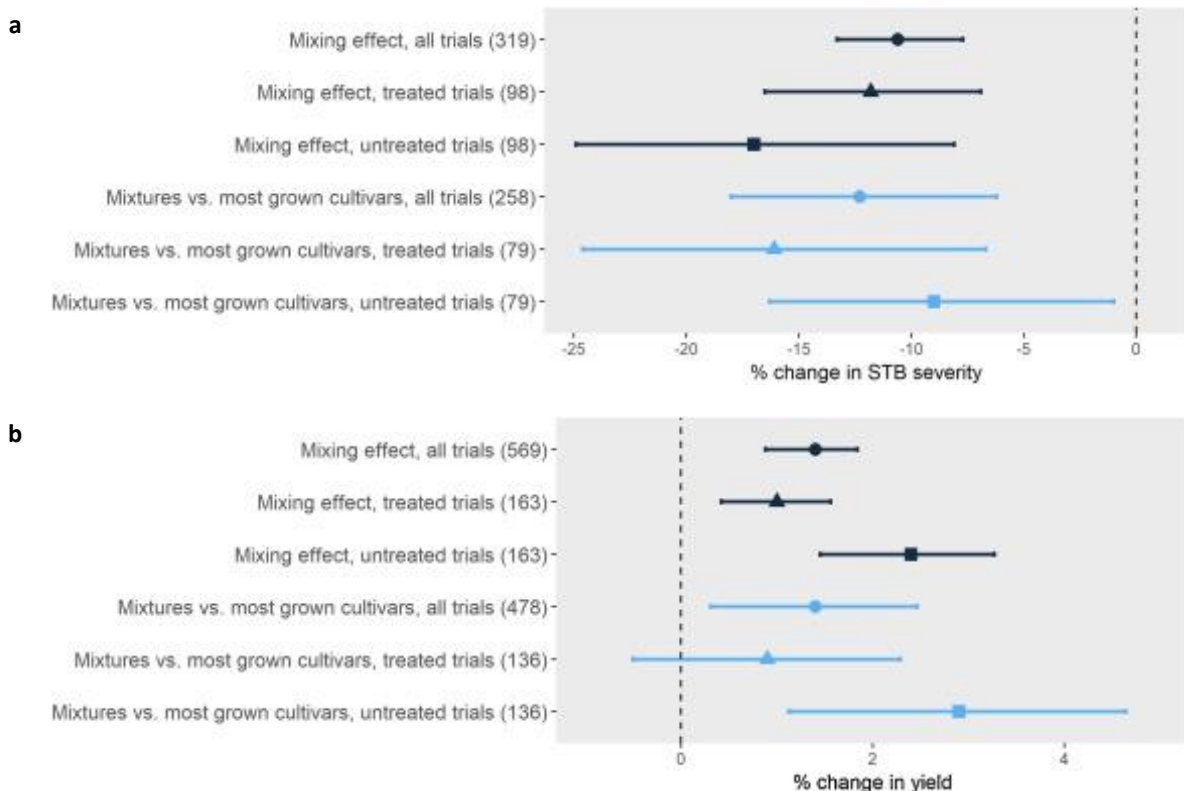 a
Mixing effect, all trials (319)
Mixing effect, treated trials (98)
Mixing effect, untreated trials (98)
Mixtures vs. most grown cultivars, all trials (258)
Mixtures vs. most grown cultivars, treated trials (79)
Mixtures vs. most grown cultivars, untreated trials (79)
-25 -20 -15 -10 -5 0
% change in STB severity
b
Mixing effect, all trials (569)
Mixing effect, treated trials (163)
Mixing effect, untreated trials (163)
Mixtures vs. most grown cultivars, all trials (478)
Mixtures vs. most grown cultivars, treated trials (136)
Mixtures vs. most grown cultivars, untreated trials (136)
0 2 4
% change in yield